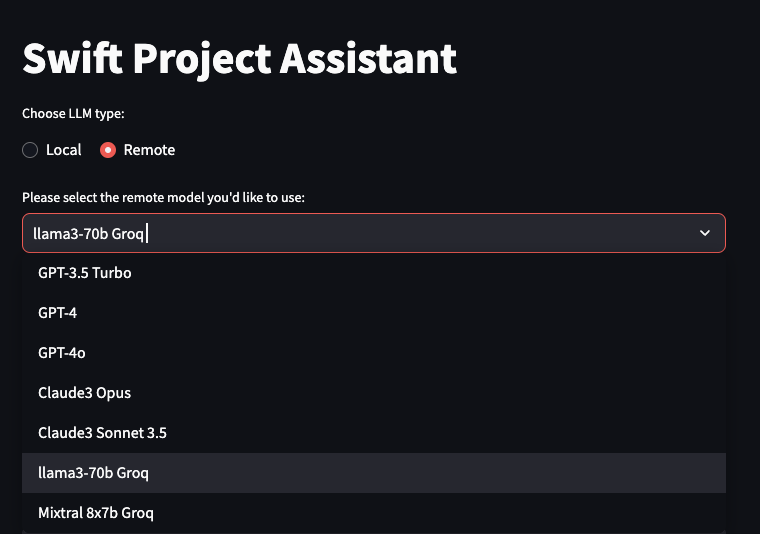 Swift Project Assistant
Choose LLM type:
Local Remote
Please select the remote model you'd like to use:
llama3-70b Groq
GPT-3.5 Turbo
GPT-4
GPT-4o
Claude3 Opus
Claude3 Sonnet 3.5
llama3-70b Groq
Mixtral 8x7b Groq